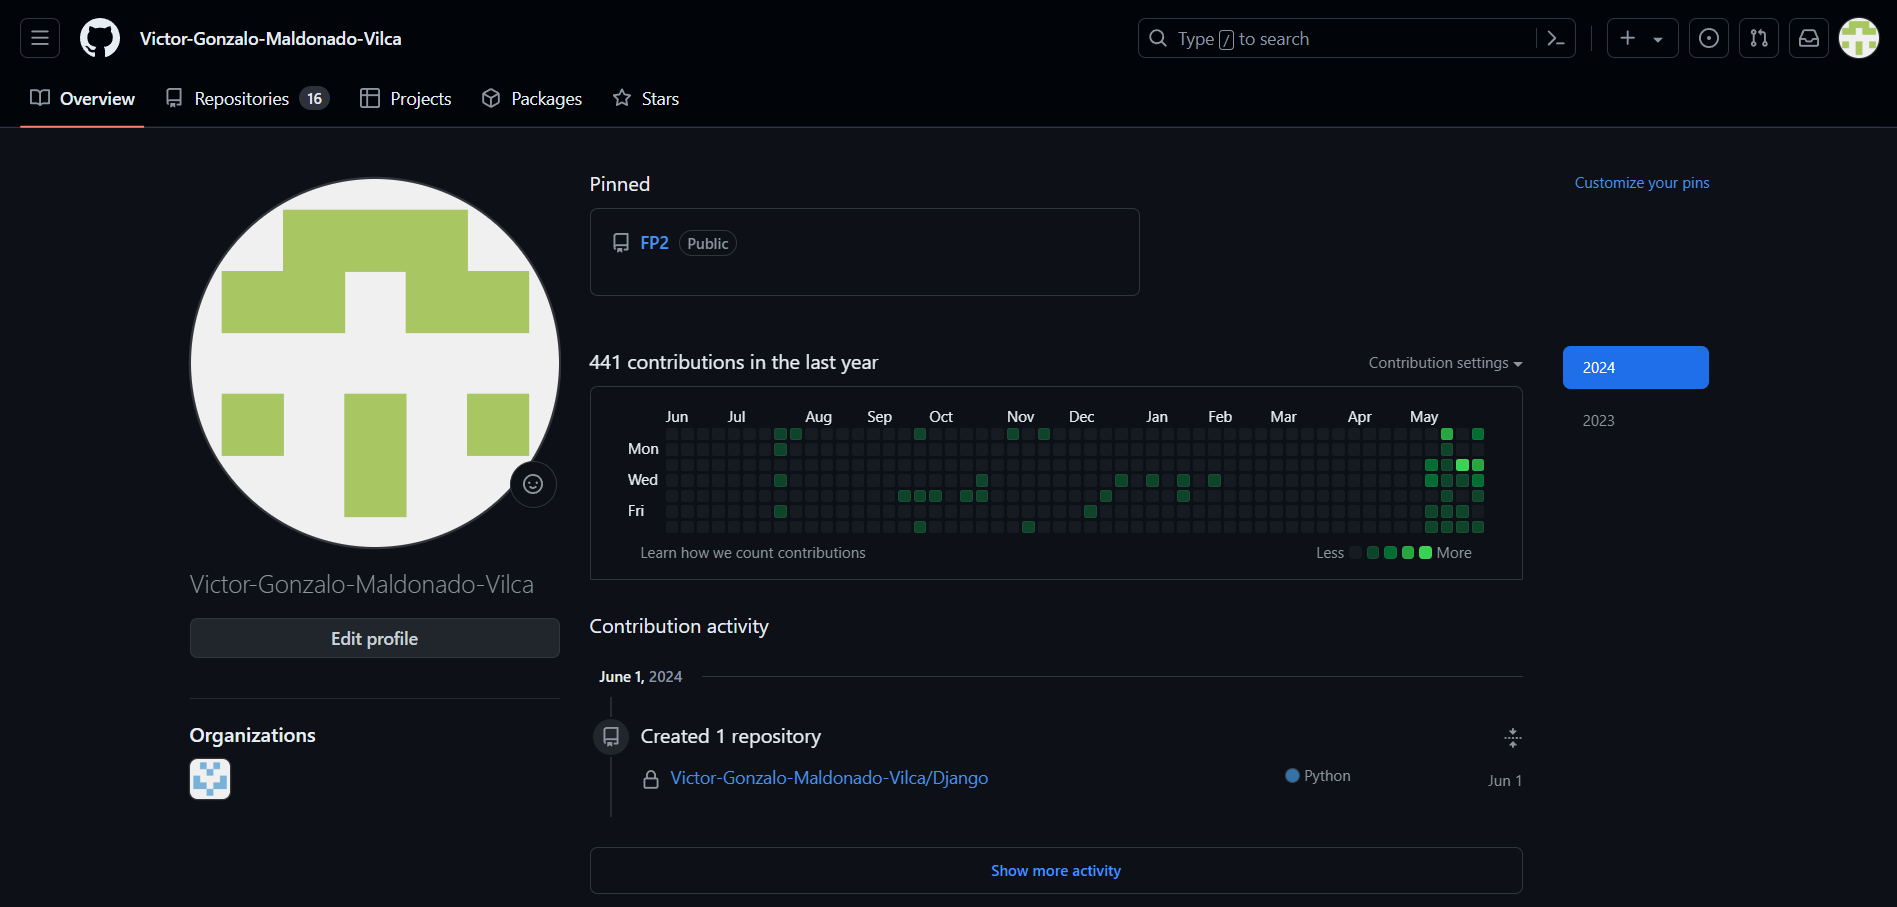 Victor-Gonzalo-Maldonado-Vilca
Type / to search
Overview Repositories 16 Projects Packages Stars
Pinned
Customize your pins
FP2 Public
441 contributions in the last year
Contribution settings
2024
2023
Jun Jul Aug Sep Oct Nov Dec Jan Feb Mar Apr May
Mon
Wed
Fri
Learn how we count contributions
Less More
Victor-Gonzalo-Maldonado-Vilca
Edit profile
Organizations
Contribution activity
June 1, 2024
Created 1 repository
Victor-Gonzalo-Maldonado-Vilca/Django Python Jun 1
Show more activity